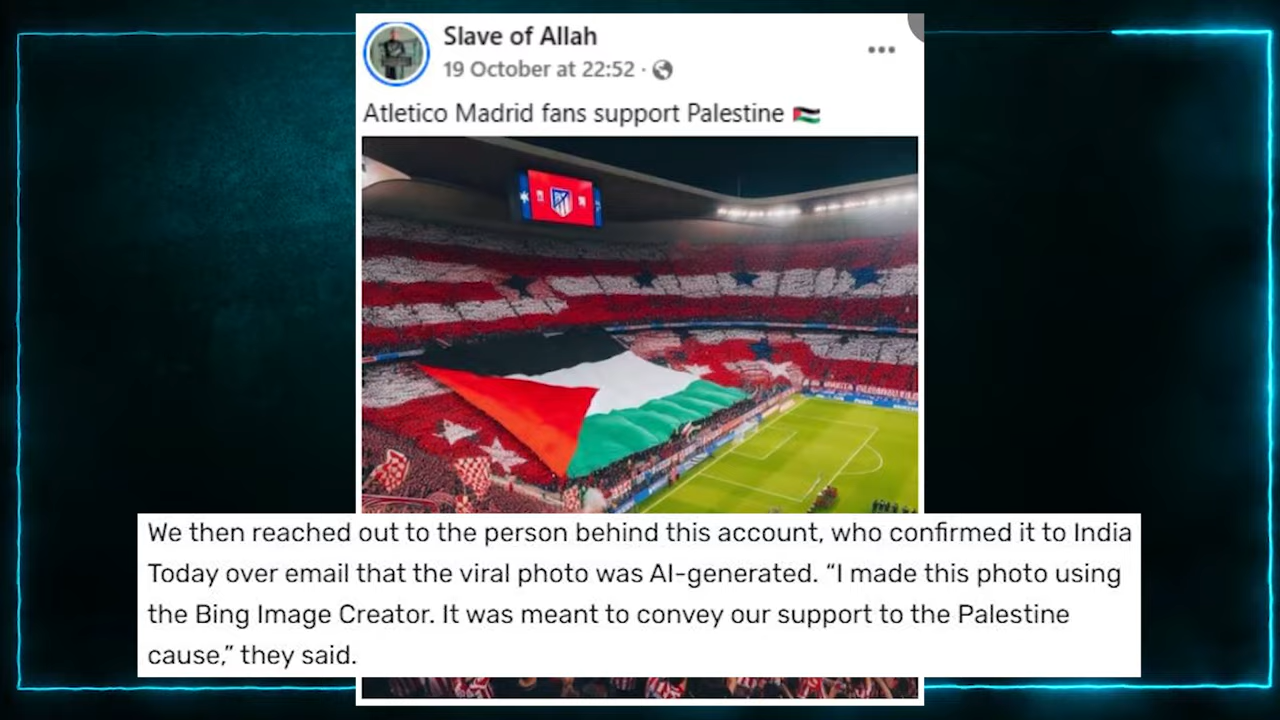 Slave of Allah
19 October at 22:52 ·
Atletico Madrid fans support Palestine 🇵🇸
We then reached out to the person behind this account, who confirmed it to India
Today over email that the viral photo was AI-generated. “I made this photo using
the Bing Image Creator. It was meant to convey our support to the Palestine
cause,” they said.